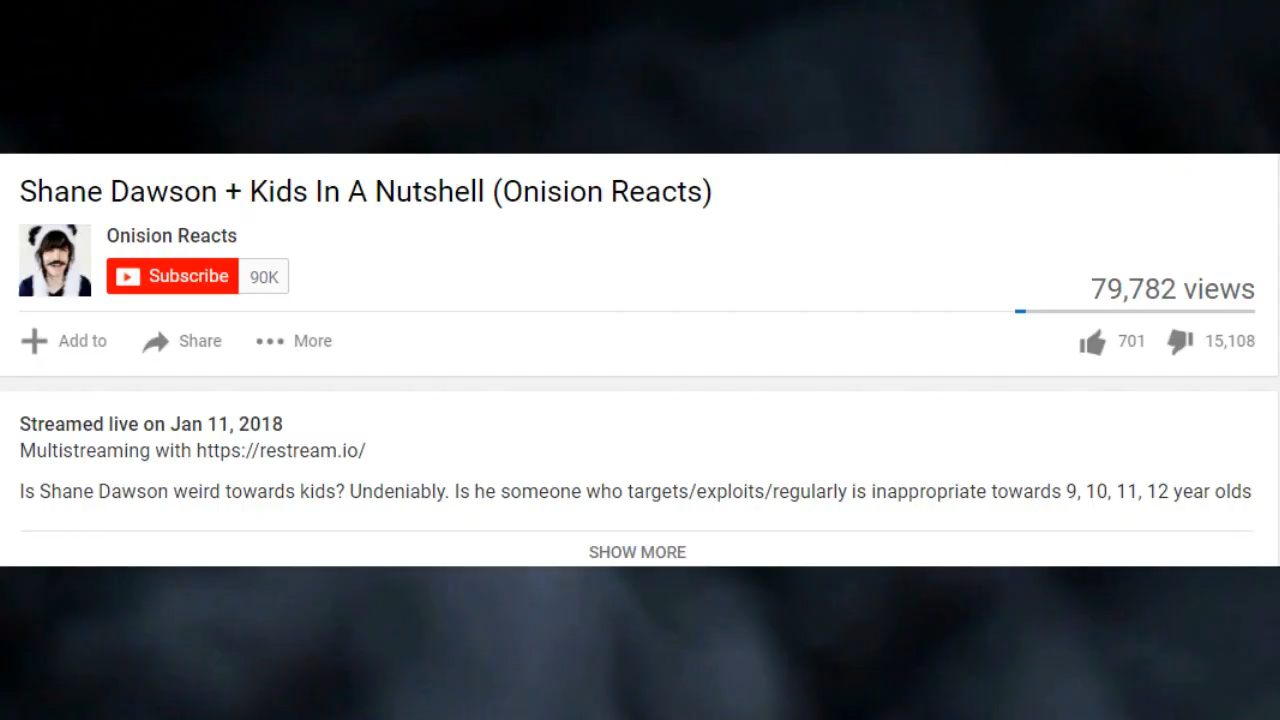 Shane Dawson + Kids In A Nutshell (Onision Reacts)
Onision Reacts
Subscribe 90K
79,782 views
Add to Share More 701 15,108
Streamed live on Jan 11, 2018
Multistreaming with https://restream.io/
Is Shane Dawson weird towards kids? Undeniably. Is he someone who targets/exploits/regularly is inappropriate towards 9, 10, 11, 12 year olds
SHOW MORE